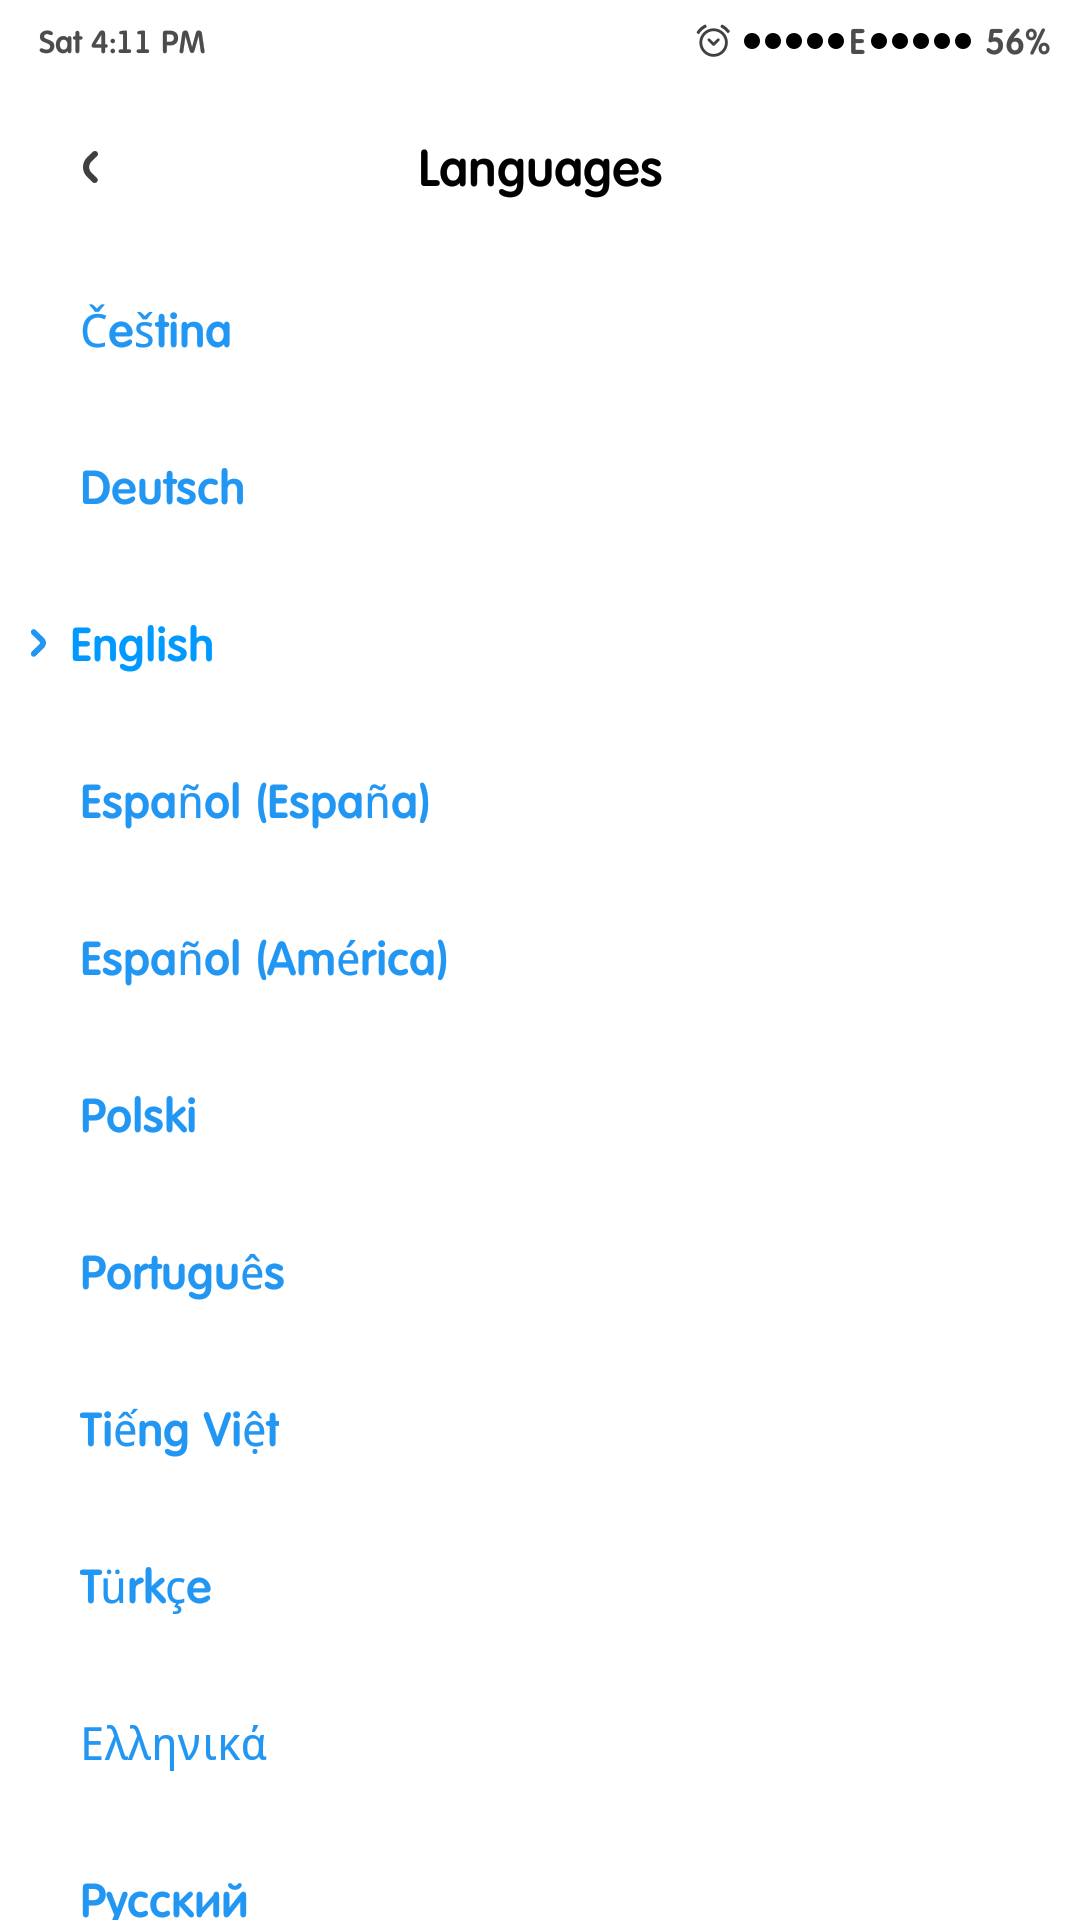 Sat 4:11 PM E 56%
Languages
Čeština
Deutsch
English
Español (España)
Español (América)
Polski
Português
Tiếng Việt
Türkçe
Ελληνικά
Русский